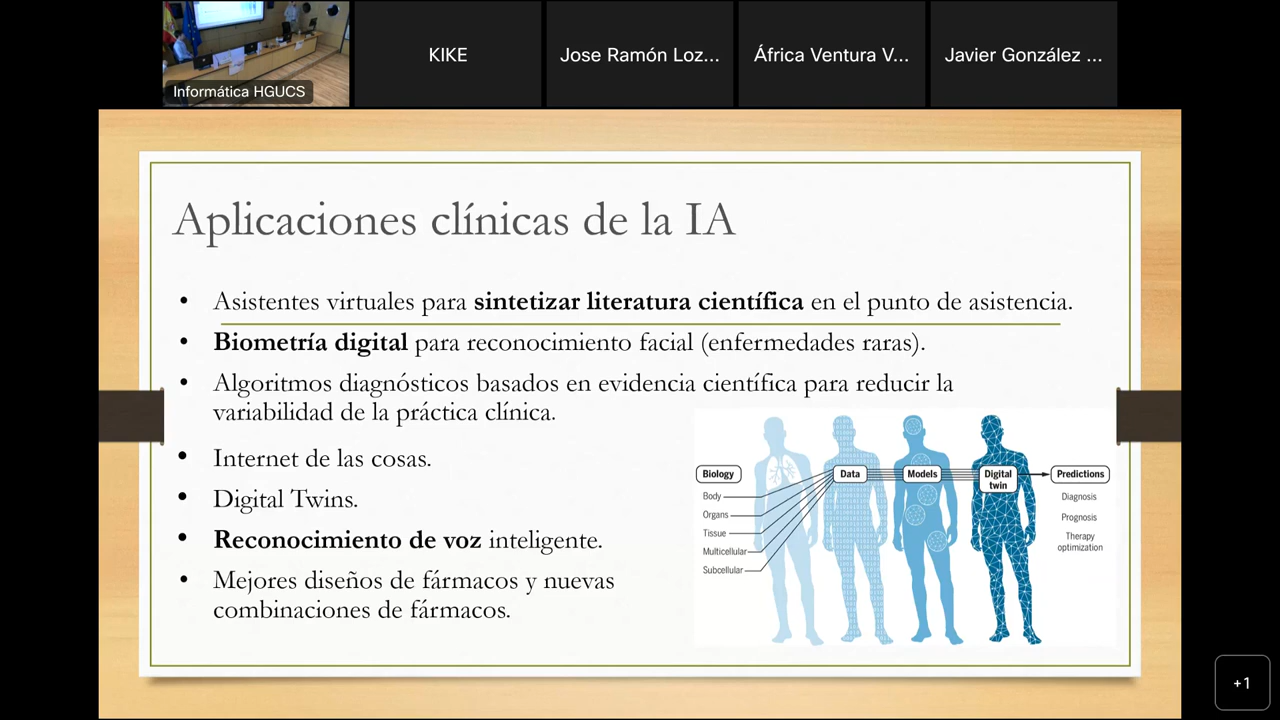 Informática HGUCS
KIKE
Jose Ramón Loz...
África Ventura V...
Javier González ...
Aplicaciones clínicas de la IA
• Asistentes virtuales para sintetizar literatura científica en el punto de asistencia.
• Biometría digital para reconocimiento facial (enfermedades raras).
• Algoritmos diagnósticos basados en evidencia científica para reducir la
variabilidad de la práctica clínica.
• Internet de las cosas.
• Digital Twins.
• Reconocimiento de voz inteligente.
• Mejores diseños de fármacos y nuevas
combinaciones de fármacos.
Biology
Body
Organs
Tissue
Multicellular
Subcellular
Data
Models
Digital
twin
Predictions
Diagnosis
Prognosis
Therapy
optimization
+1